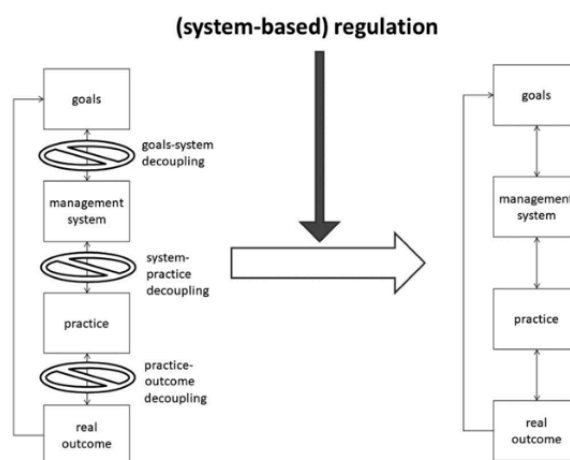 (system-based) regulation
goals
goals-system
decoupling
management
system
system-
practice
decoupling
practice
practice-
outcome
decoupling
real
outcome
goals
management
system
practice
real
outcome